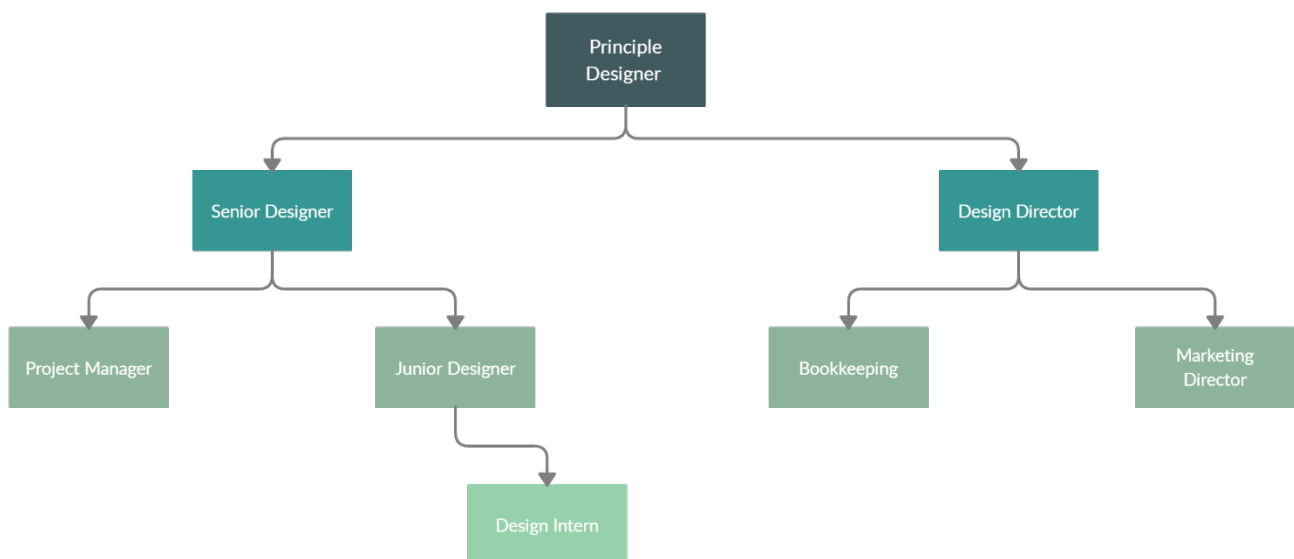 Principle
Designer
Senior Designer
Design Director
Project Manager
Junior Designer
Bookkeeping
Marketing
Director
Design Intern